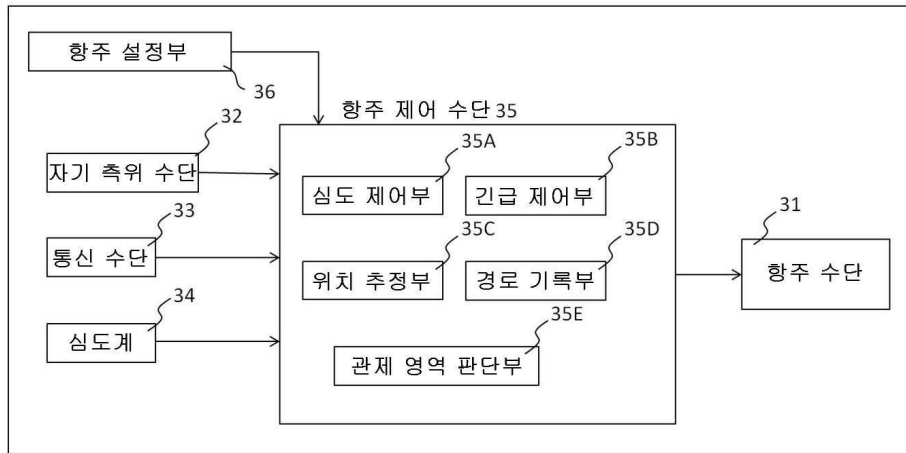 항주 설정부
36
항주 제어 수단 35
32
자기 측위 수단
33
통신 수단
34
심도계
35A
심도 제어부
35B
긴급 제어부
35C
위치 추정부
35D
경로 기록부
35E
관제 영역 판단부
31
항주 수단